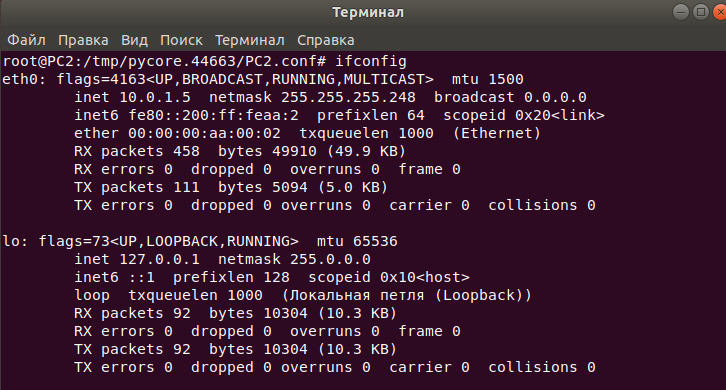 Терминал
Файл Правка Вид Поиск Терминал Справка
root@PC2:/tmp/pycore.44663/PC2.conf# ifconfig
eth0: flags=4163<UP,BROADCAST,RUNNING,MULTICAST>  mtu 1500
        inet 10.0.1.5  netmask 255.255.255.248  broadcast 0.0.0.0
        inet6 fe80::200:ff:feaa:2  prefixlen 64  scopeid 0x20<link>
        ether 00:00:00:aa:00:02  txqueuelen 1000  (Ethernet)
        RX packets 458  bytes 49910 (49.9 KB)
        RX errors 0  dropped 0  overruns 0  frame 0
        TX packets 111  bytes 5094 (5.0 KB)
        TX errors 0  dropped 0 overruns 0  carrier 0  collisions 0

lo: flags=73<UP,LOOPBACK,RUNNING>  mtu 65536
        inet 127.0.0.1  netmask 255.0.0.0
        inet6 ::1  prefixlen 128  scopeid 0x10<host>
        loop  txqueuelen 1000  (Локальная петля (Loopback))
        RX packets 92  bytes 10304 (10.3 KB)
        RX errors 0  dropped 0  overruns 0  frame 0
        TX packets 92  bytes 10304 (10.3 KB)
        TX errors 0  dropped 0 overruns 0  carrier 0  collisions 0